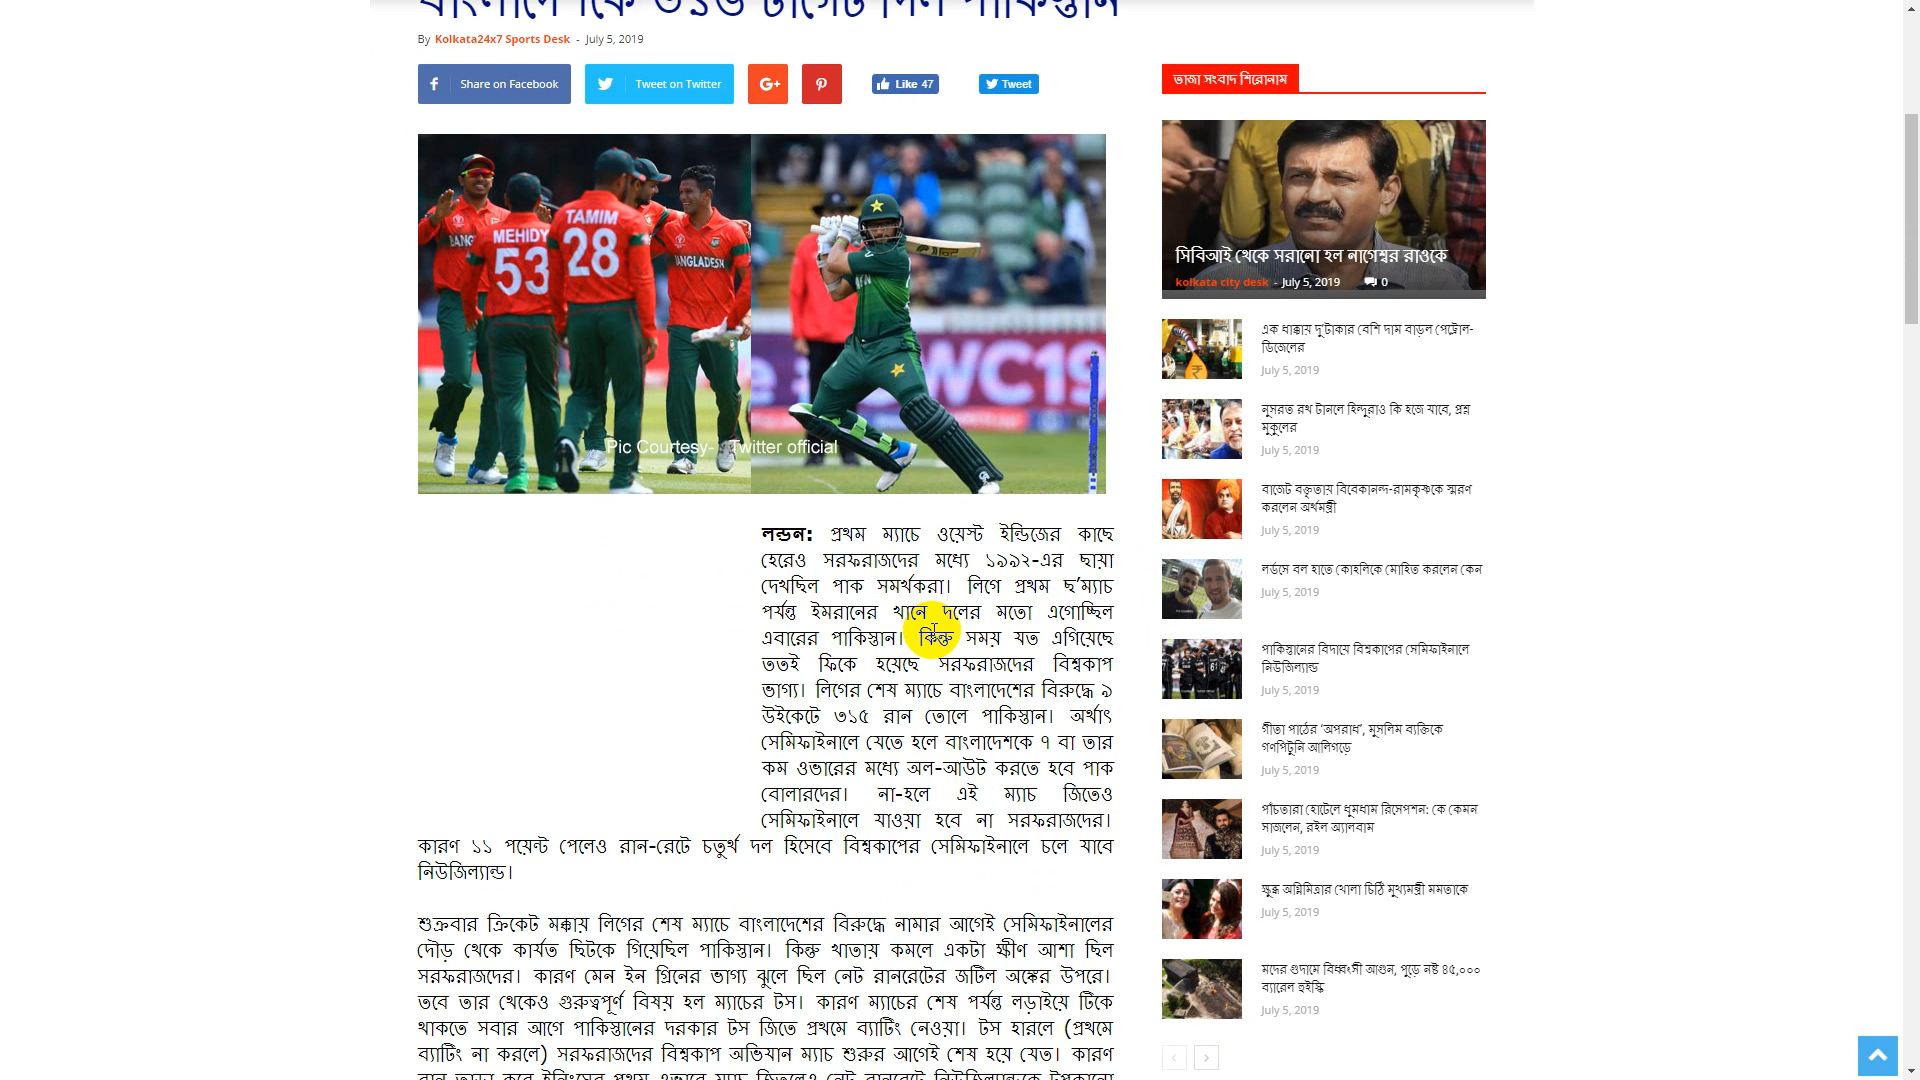 বাংলাদেশকে ৩১৬ টার্গেট দিল পাকিস্তান
By Kolkata24x7 Sports Desk - July 5, 2019
Share on Facebook
Tweet on Twitter
G+
Like 47
Tweet
BANG
MEHIDY
53
TAMIM
28
BANGLADESH
WC19
Pic Courtesy- Twitter official
লন্ডন: প্রথম ম্যাচে ওয়েস্ট ইন্ডিজের কাছে
হেরেও সরফরাজদের মধ্যে ১৯৯২-এর ছায়া
দেখছিল পাক সমর্থকরা। লিগে প্রথম ছ’ম্যাচ
পর্যন্ত ইমরানের খানে দলের মতো এগোচ্ছিল
এবারের পাকিস্তান। কিন্তু সময় যত এগিয়েছে
ততই ফিকে হয়েছে সরফরাজদের বিশ্বকাপ
ভাগ্য। লিগের শেষ ম্যাচে বাংলাদেশের বিরুদ্ধে ৯
উইকেটে ৩১৫ রান তোলে পাকিস্তান। অর্থাৎ
সেমিফাইনালে যেতে হলে বাংলাদেশকে ৭ বা তার
কম ওভারের মধ্যে অল-আউট করতে হবে পাক
বোলারদের। না-হলে এই ম্যাচ জিতেও
সেমিফাইনালে যাওয়া হবে না সরফরাজদের।
কারণ ১১ পয়েন্ট পেলেও রান-রেটে চতুর্থ দল হিসেবে বিশ্বকাপের সেমিফাইনালে চলে যাবে
নিউজিল্যান্ড।
শুক্রবার ক্রিকেট মক্কায় লিগের শেষ ম্যাচে বাংলাদেশের বিরুদ্ধে নামার আগেই সেমিফাইনালের
দৌড় থেকে কার্যত ছিটকে গিয়েছিল পাকিস্তান। কিন্তু খাতায় কমলে একটা ক্ষীণ আশা ছিল
সরফরাজদের। কারণ মেন ইন গ্রিনের ভাগ্য ঝুলে ছিল নেট রানরেটের জটিল অঙ্কের উপরে।
তবে তার থেকেও গুরুত্বপূর্ণ বিষয় হল ম্যাচের টস। কারণ ম্যাচের শেষ পর্যন্ত লড়াইয়ে টিকে
থাকতে সবার আগে পাকিস্তানের দরকার টস জিতে প্রথমে ব্যাটিং নেওয়া। টস হারলে (প্রথমে
ব্যাটিং না করলে) সরফরাজদের বিশ্বকাপ অভিযান ম্যাচ শুরুর আগেই শেষ হয়ে যেত। কারণ
তাজা সংবাদ শিরোনাম
সিবিআই থেকে সরানো হল নাগেশ্বর রাওকে
kolkata city desk - July 5, 2019 0
এক ধাক্কায় দু’টাকার বেশি দাম বাড়ল পেট্রোল-
ডিজেলের
July 5, 2019
নুসরত রথ টানলে হিন্দুরাও কি হজে যাবে, প্রশ্ন
মুকুলের
July 5, 2019
বাজেট বক্তৃতায় বিবেকানন্দ-রামকৃষ্ণকে স্মরণ
করলেন অর্থমন্ত্রী
July 5, 2019
লর্ডসে বল হাতে কোহলিকে মোহিত করলেন কেন
July 5, 2019
পাকিস্তানের বিদায়ে বিশ্বকাপের সেমিফাইনালে
নিউজিল্যান্ড
July 5, 2019
গীতা পাঠের ‘অপরাধ’, মুসলিম ব্যক্তিকে
গণপিটুনি আলিগড়ে
July 5, 2019
পাঁচতারা হোটেলে ধুমধাম রিসেপশন: কে কেমন
সাজলেন, রইল অ্যালবাম
July 5, 2019
ক্ষুব্ধ অগ্নিমিত্রার খোলা চিঠি মুখ্যমন্ত্রী মমতাকে
July 5, 2019
মদের গুদামে বিধ্বংসী আগুন, পুড়ে নষ্ট ৪৫,০০০
ব্যারেল হুইস্কি
July 5, 2019